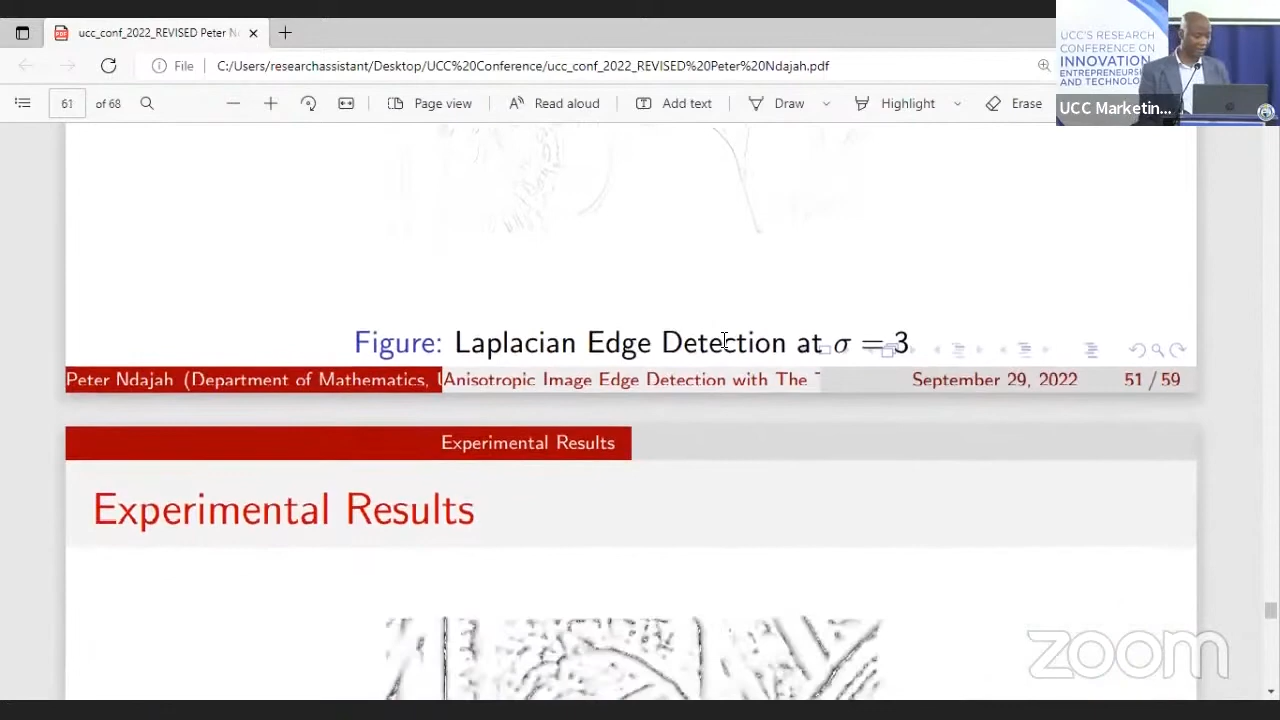 ucc_conf_2022_REVISED Peter N
File
C:/Users/researchassistant/Desktop/UCC%20Conference/ucc_conf_2022_REVISED%20Peter%20Ndajah.pdf
61 of 68
Page view
Read aloud
Add text
Draw
Highlight
Erase
UCC'S RESEARCH
CONFERENCE ON
INNOVATION
ENTREPRENEURS
AND TECHNOLOG
UCC Marketin...
Figure: Laplacian Edge Detection at σ = 3
Peter Ndajah (Department of Mathematics, Anisotropic Image Edge Detection with The September 29, 2022 51 / 59
Experimental Results
Experimental Results
zoom